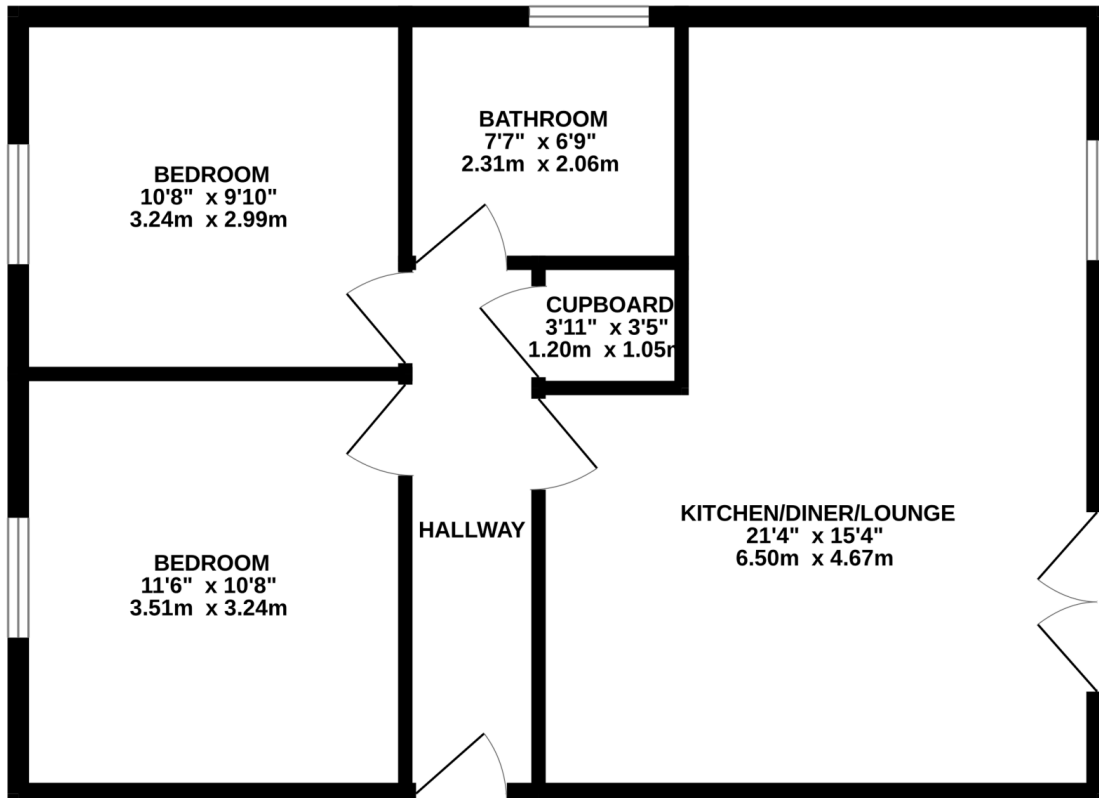 BATHROOM
7'7" x 6'9"
2.31m x 2.06m
BEDROOM
10'8" x 9'10"
3.24m x 2.99m
CUPBOARD
3'11" x 3'5"
1.20m x 1.05m
KITCHEN/DINER/LOUNGE
21'4" x 15'4"
6.50m x 4.67m
HALLWAY
BEDROOM
11'6" x 10'8"
3.51m x 3.24m